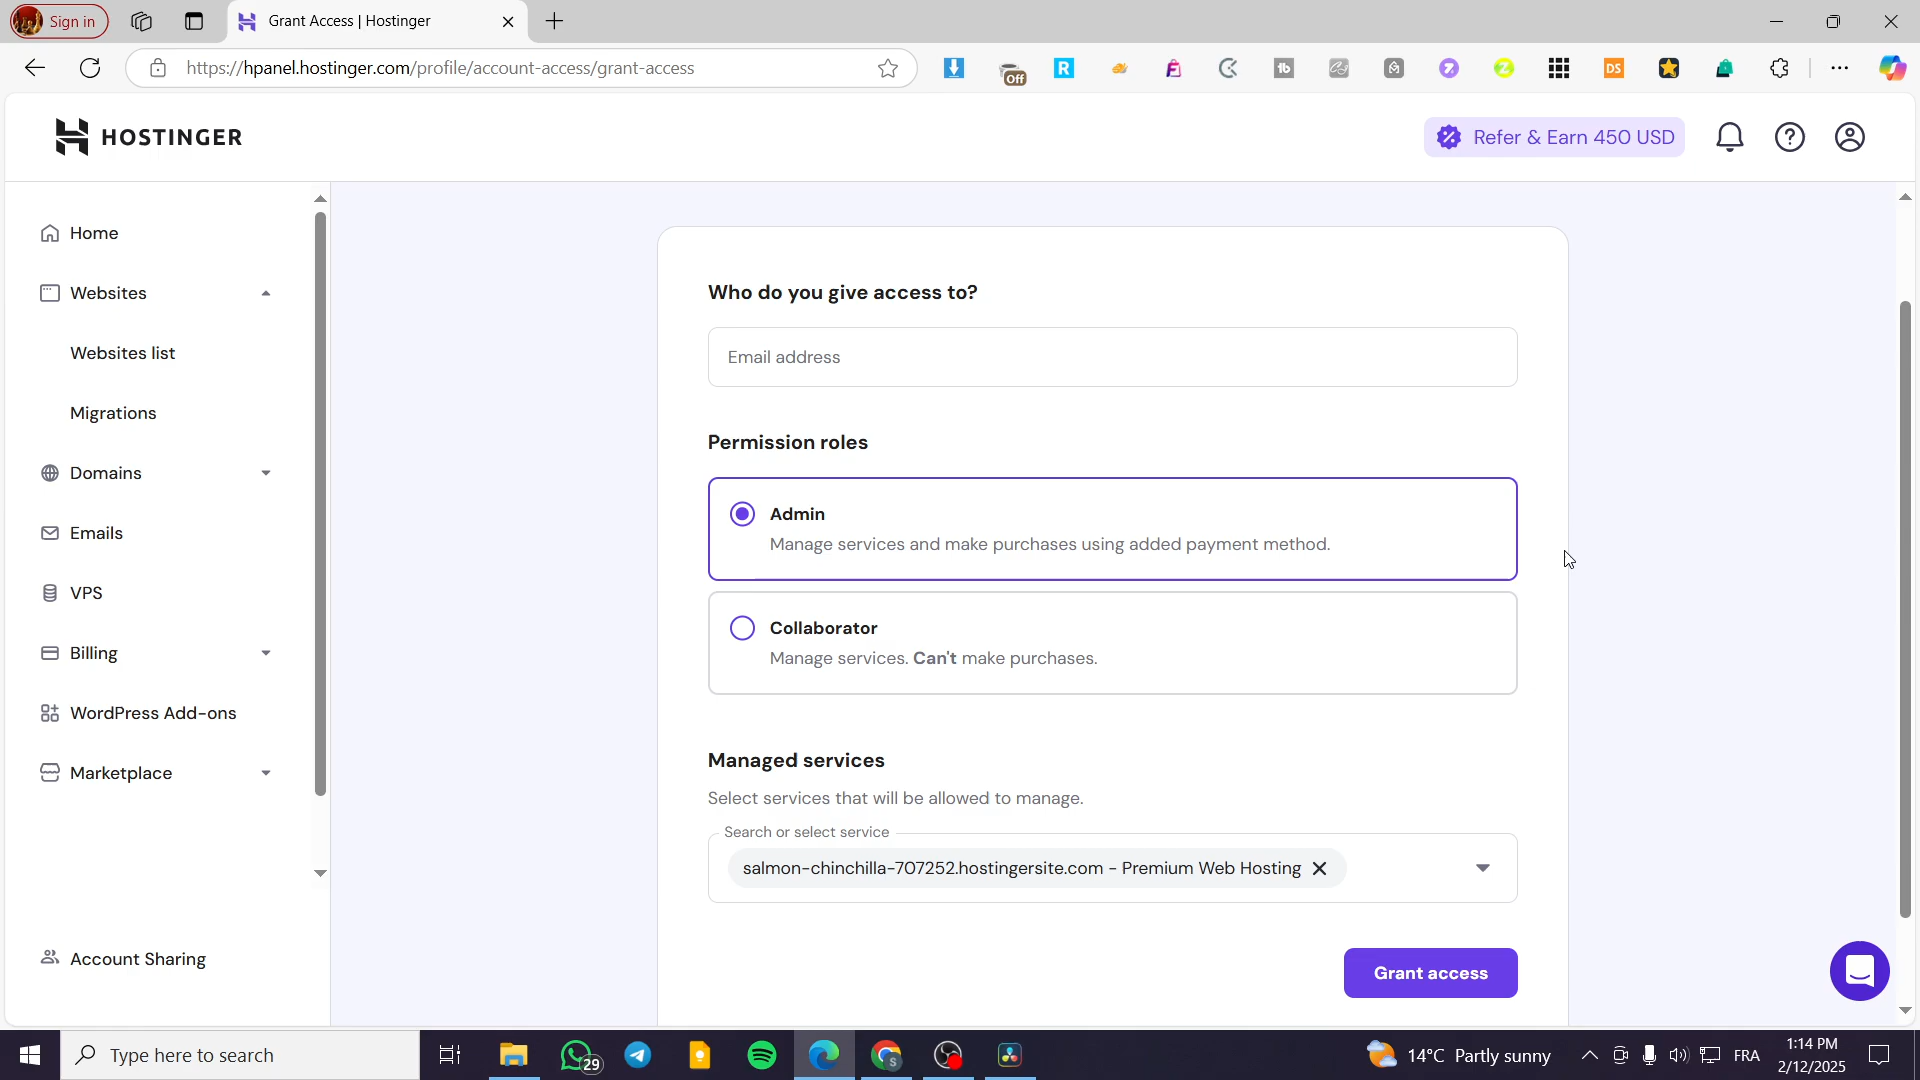 Sign in
Grant Access | Hostinger
https://hpanel.hostinger.com/profile/account-access/grant-access
Off
R
tb
DS
HOSTINGER
Refer & Earn 450 USD
Home
Websites
Websites list
Migrations
Domains
Emails
VPS
Billing
WordPress Add-ons
Marketplace
Account Sharing
Who do you give access to?
Email address
Permission roles
Admin
Manage services and make purchases using added payment method.
Collaborator
Manage services. Can't make purchases.
Managed services
Select services that will be allowed to manage.
Search or select service
salmon-chinchilla-707252.hostingersite.com - Premium Web Hosting
Grant access
Type here to search
29
S
14°C Partly sunny
FRA
1:14 PM
2/12/2025